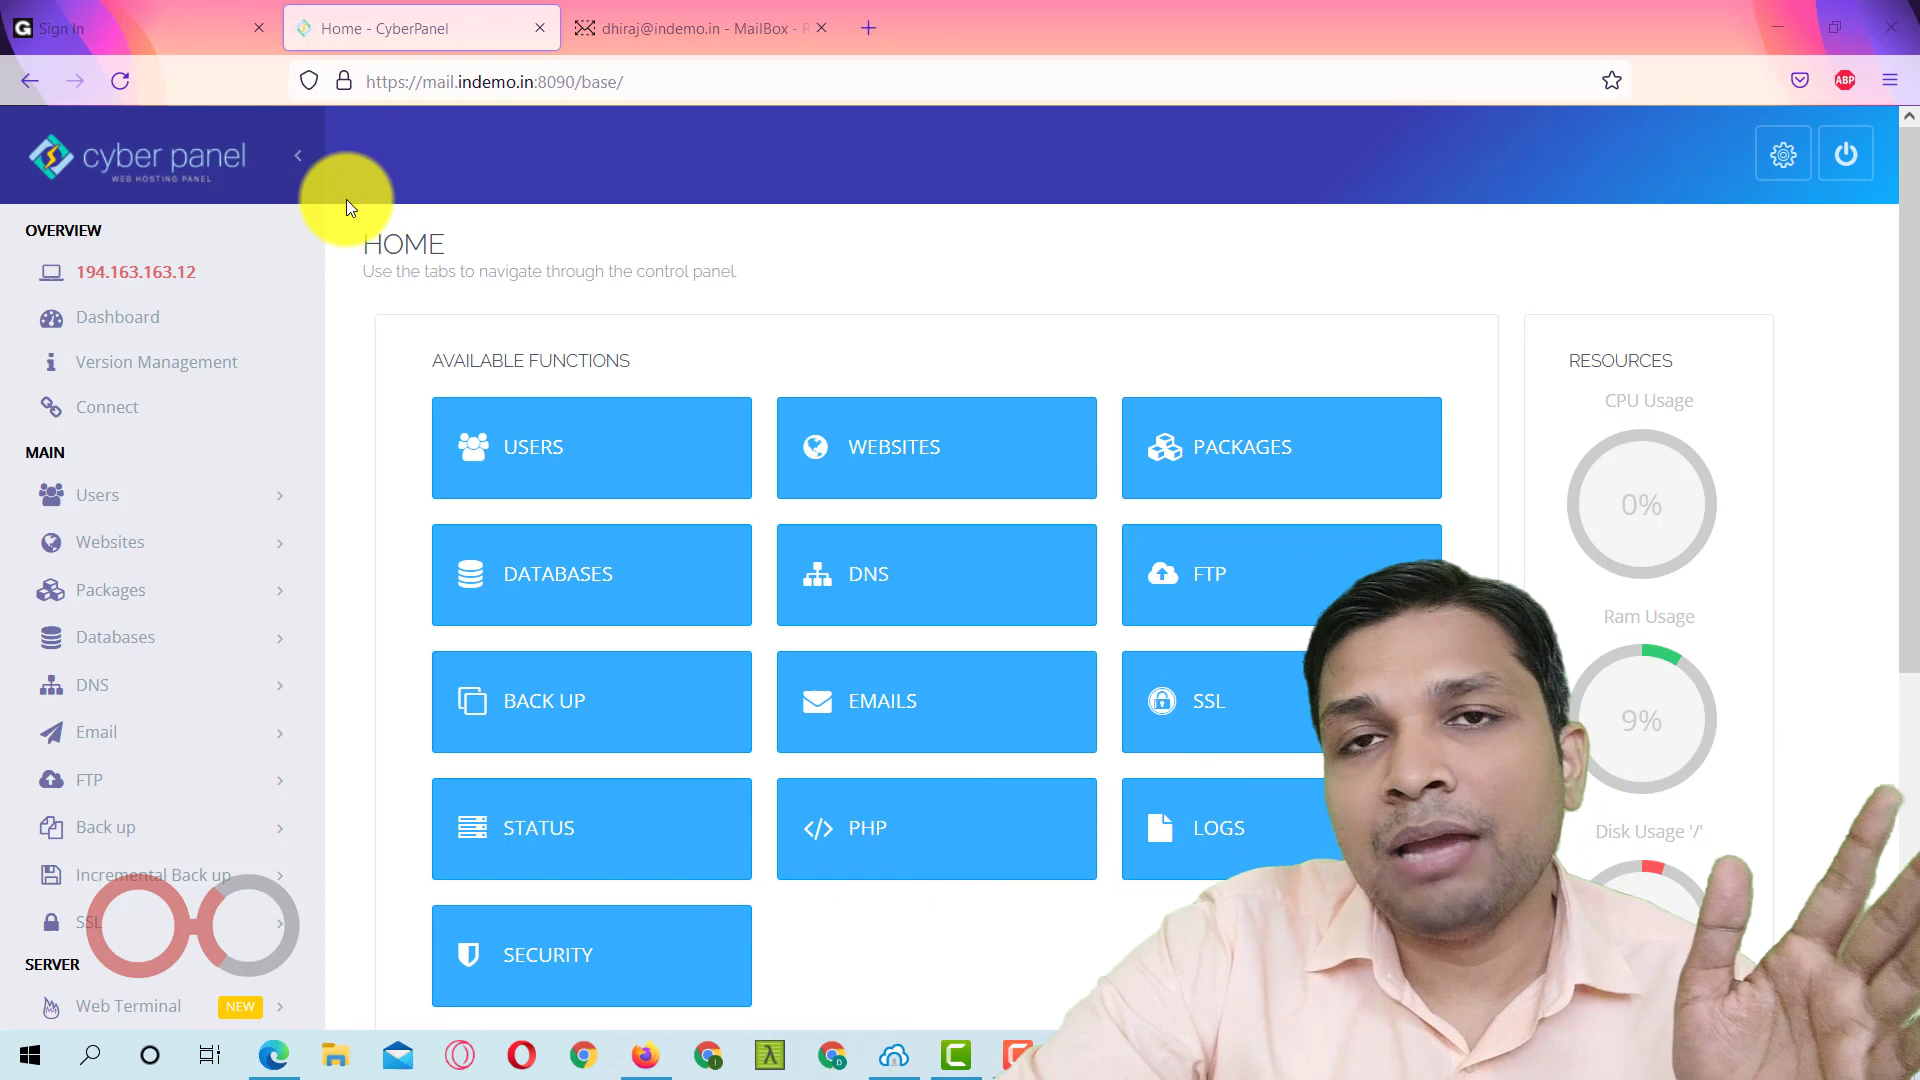 Sign In
Home - CyberPanel
dhiraj@indemo.in - MailBox - R
https://mail.indemo.in:8090/base/
ABP
cyber panel
WEB HOSTING PANEL
OVERVIEW
194.163.163.12
Dashboard
Version Management
Connect
MAIN
Users
Websites
Packages
Databases
DNS
Email
FTP
Back up
Incremental Back up
SSL
SERVER
Web Terminal NEW
HOME
Use the tabs to navigate through the control panel.
AVAILABLE FUNCTIONS
USERS
WEBSITES
PACKAGES
DATABASES
DNS
FTP
BACK UP
EMAILS
SSL
STATUS
PHP
LOGS
SECURITY
RESOURCES
CPU Usage
0%
Ram Usage
9%
Disk Usage '/'